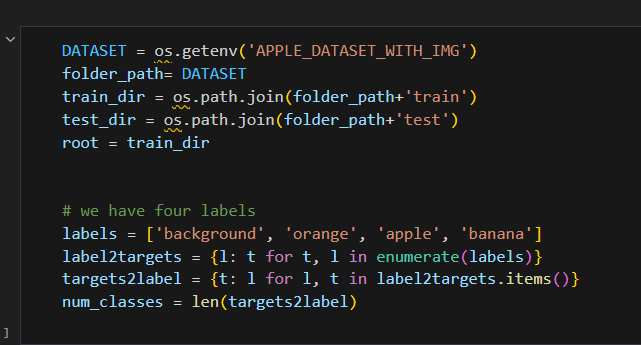 DATASET = os.getenv('APPLE_DATASET_WITH_IMG')
folder_path= DATASET
train_dir = os.path.join(folder_path+'train')
test_dir = os.path.join(folder_path+'test')
root = train_dir
# we have four labels
labels = ['background', 'orange', 'apple', 'banana']
label2targets = {l: t for t, l in enumerate(labels)}
targets2label = {t: l for l, t in label2targets.items()}
num_classes = len(targets2label)
]